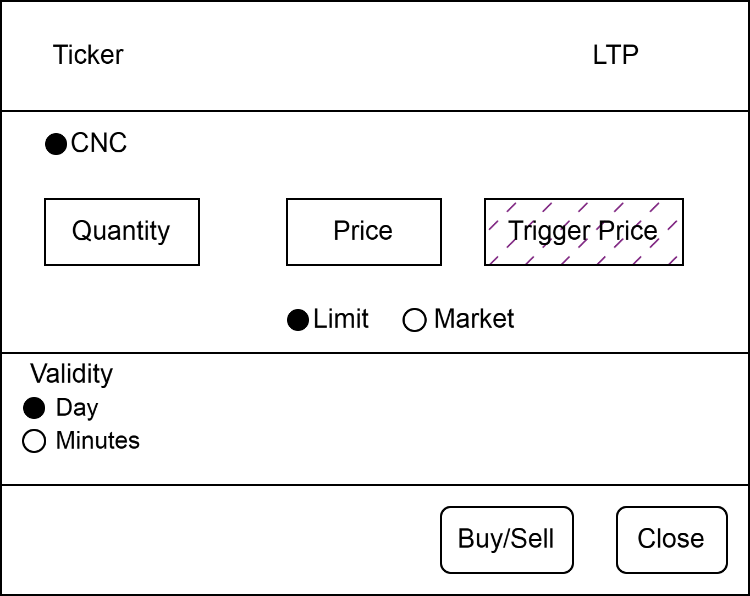 Ticker LTP
CNC
Quantity Price Trigger Price
Limit Market
Validity
Day
Minutes
Buy/Sell Close